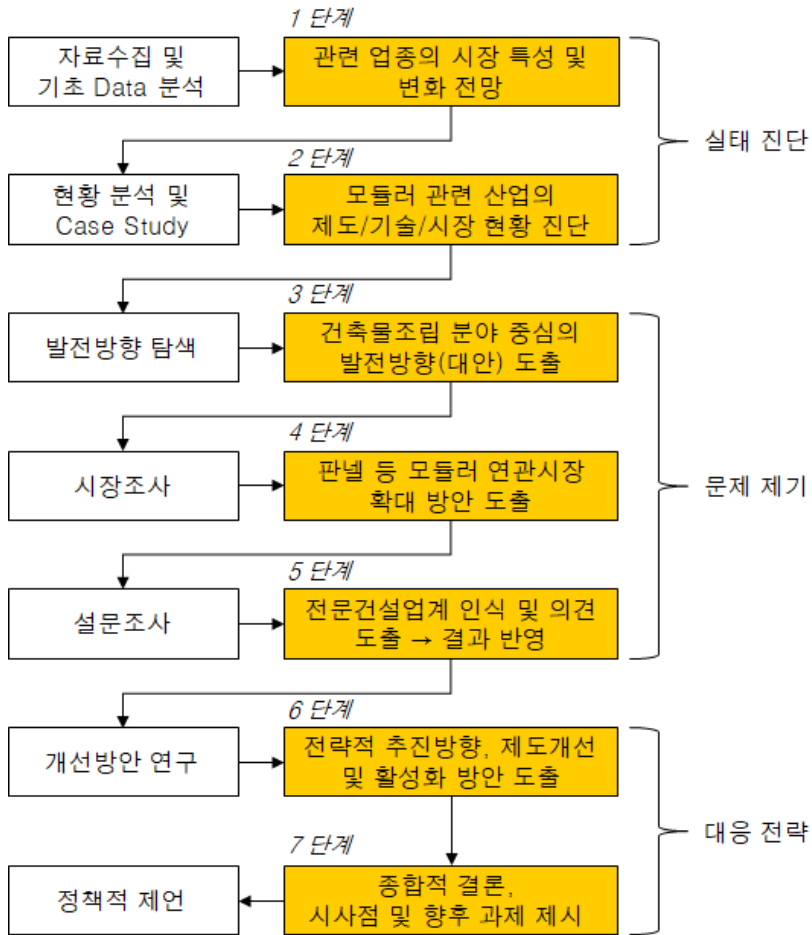 1 단계
자료수집 및
기초 Data 분석
관련 업종의 시장 특성 및
변화 전망
실태 진단
2 단계
현황 분석 및
Case Study
모듈러 관련 산업의
제도/기술/시장 현황 진단
3 단계
발전방향 탐색
건축물조립 분야 중심의
발전방향(대안) 도출
4 단계
시장조사
판넬 등 모듈러 연관시장
확대 방안 도출
문제 제기
5 단계
설문조사
전문건설업계 인식 및 의견
도출 → 결과 반영
6 단계
개선방안 연구
전략적 추진방향, 제도개선
및 활성화 방안 도출
대응 전략
7 단계
정책적 제언
종합적 결론,
시사점 및 향후 과제 제시